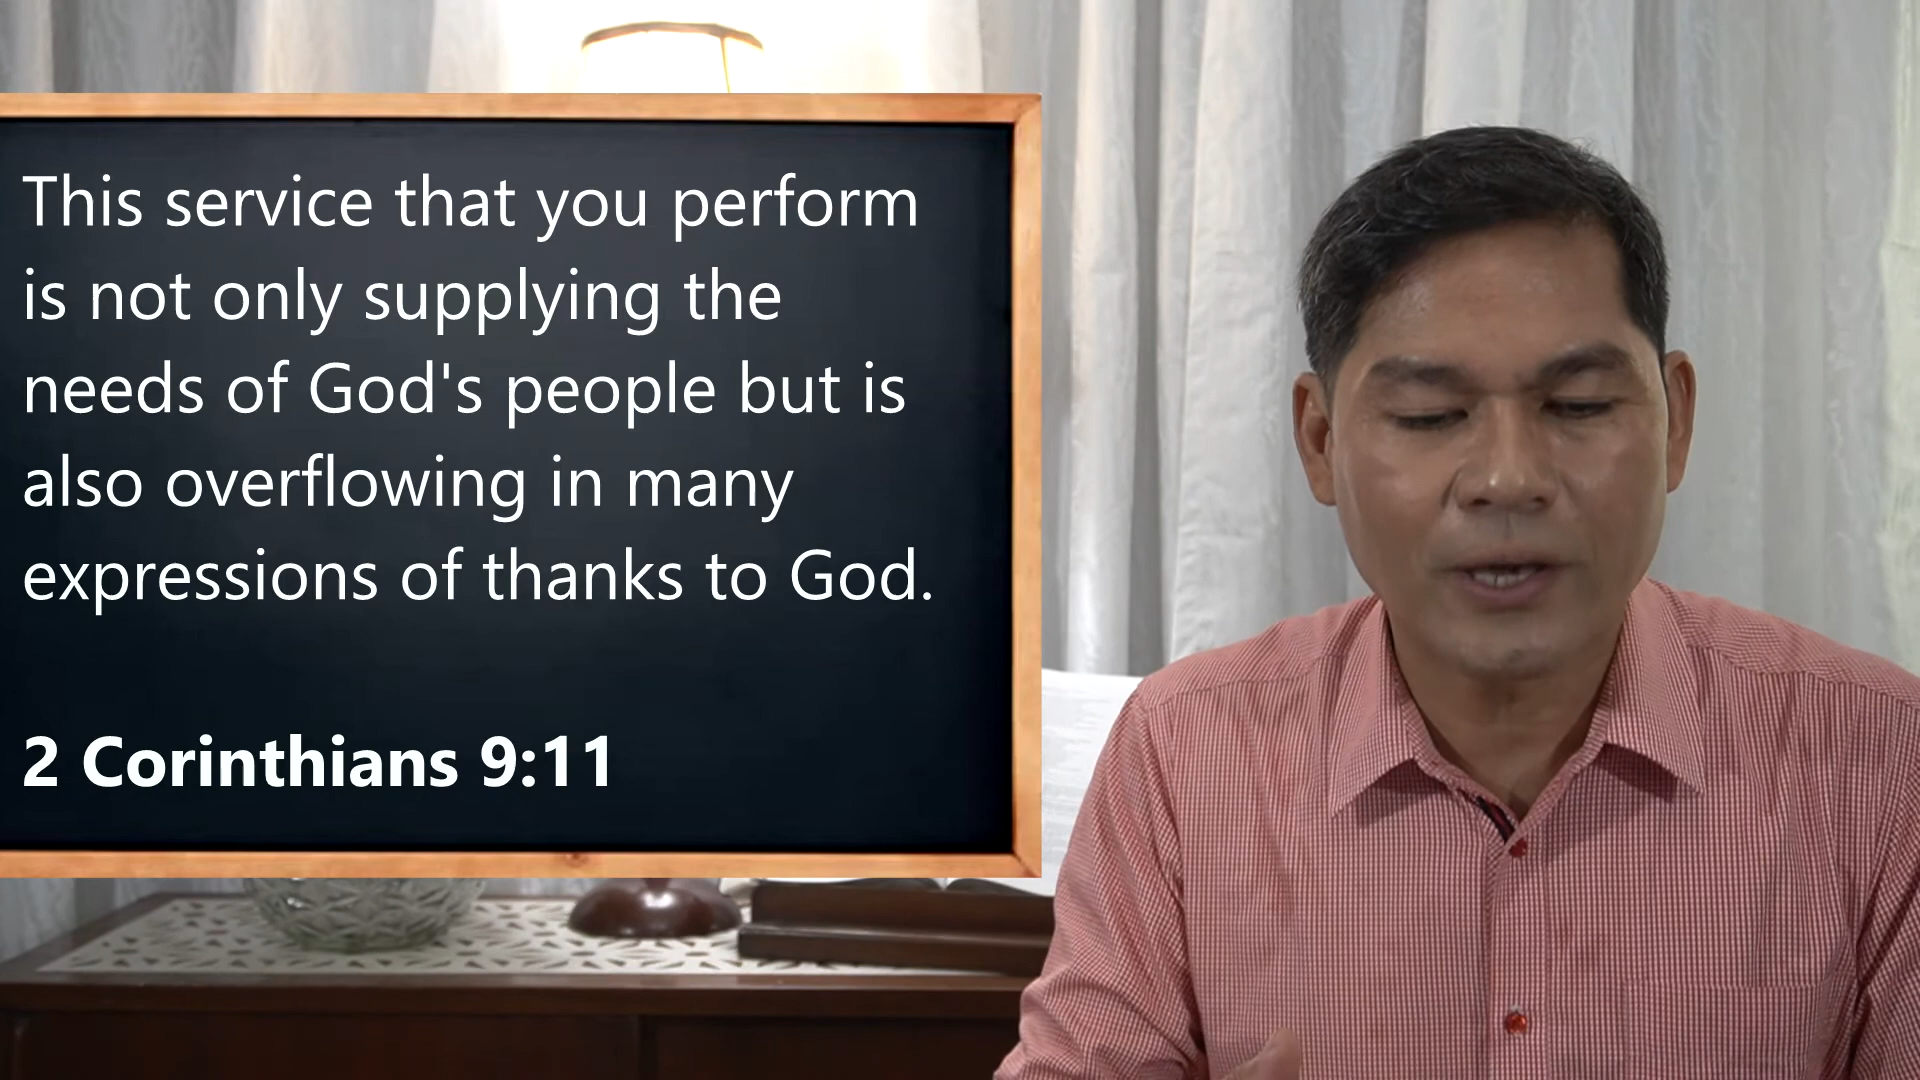 This service that you perform
is not only supplying the
needs of God's people but is
also overflowing in many
expressions of thanks to God.
2 Corinthians 9:11